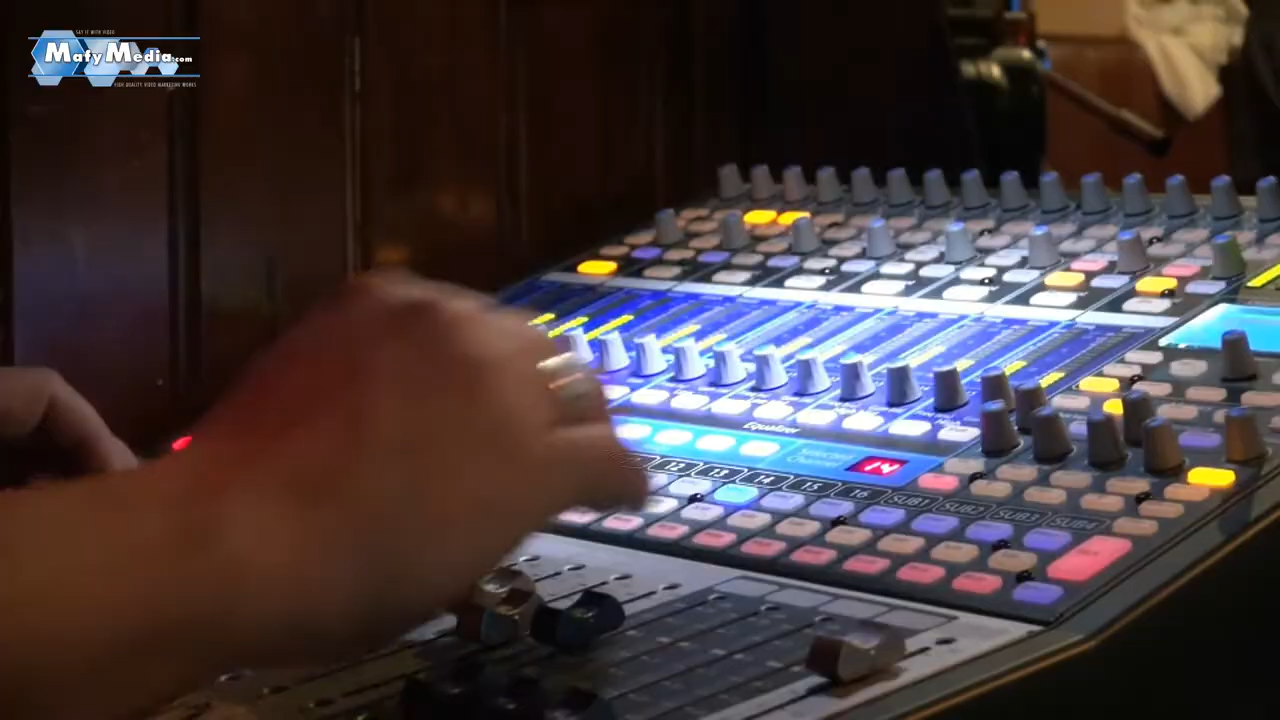 SAY IT WITH VIDEO
MafyMedia.com
HIGH QUALITY VIDEO MARKETING WORKS
Equalizer
Selected
Channel
14
12 13 14 15 16 SUB1 SUB2 SUB3 SUB4